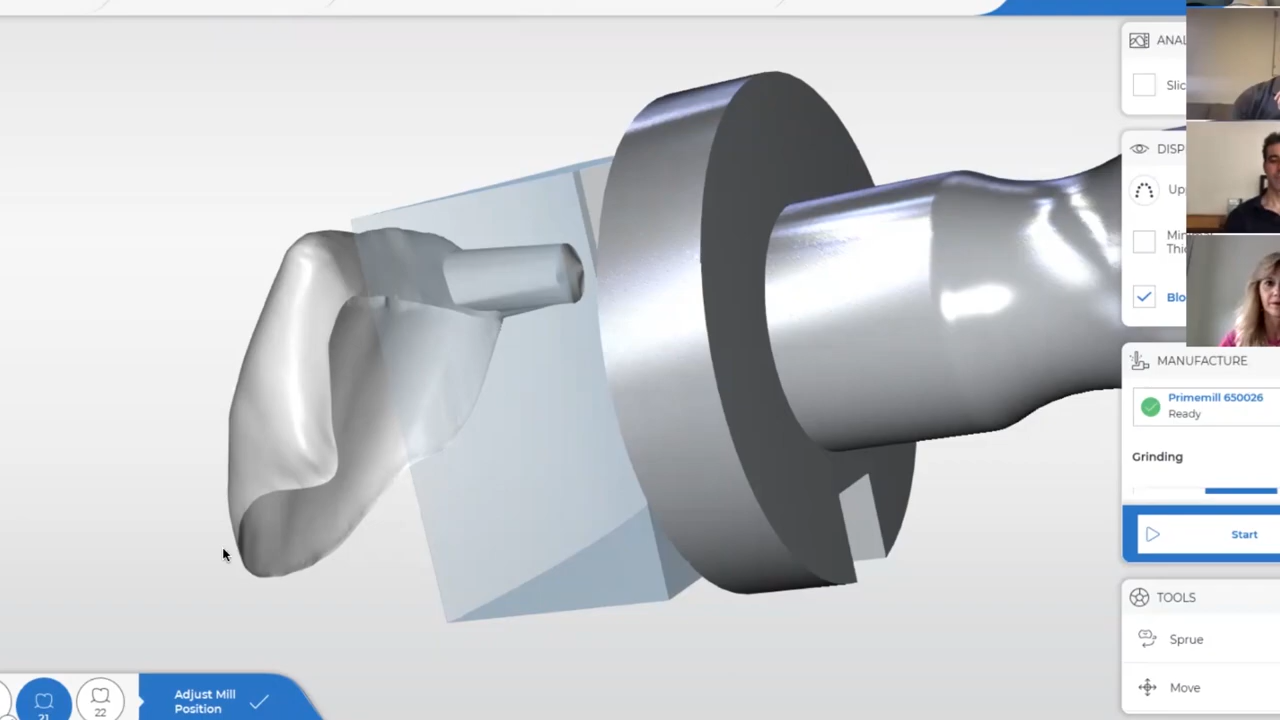 ANAL
Slic
DISP
Up
Min
Thic
Blo
MANUFACTURE
Primemill 650026
Ready
Grinding
Start
TOOLS
Sprue
Move
21
22
Adjust Mill
Position